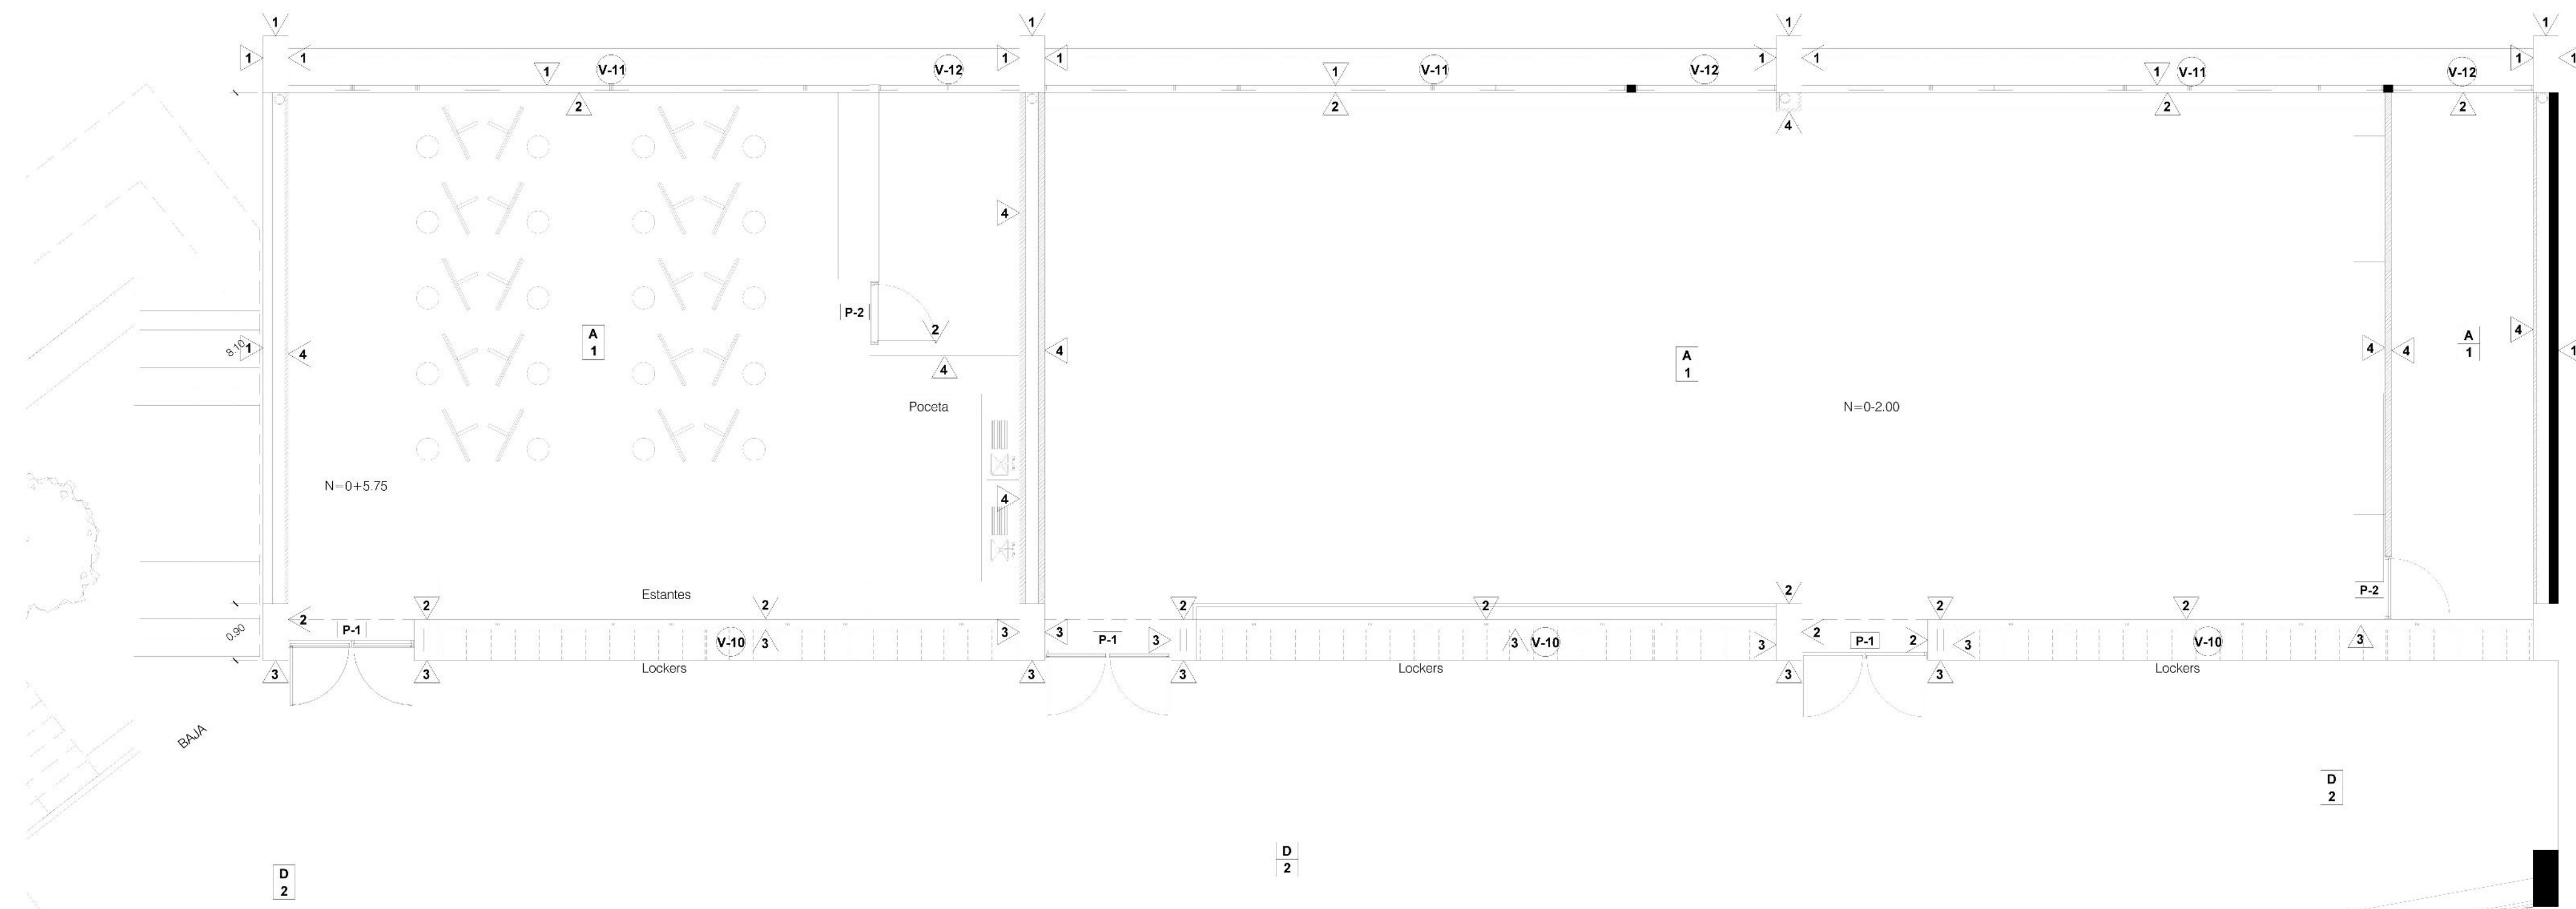 1 1 1 1
1 1 1 1 1 1 1 1
1 V-11 V-12 1 V-11 V-12 1 V-11 V-12
2 2 2 2
4
4
P-2
2
A
1
A
1
A
1
8.10
1 4 4 4 4 4 1
4
Poceta
N=0-2.00
N=0+5.75
4
Estantes
P-2
2 2 2 2 2 2 2 2
0.90
2 P-1 V-10 3 3 3 P-1 3 3 V-10 3 2 P-1 2 3 V-10 3
3 3 3 3 3 3
Lockers Lockers Lockers
BAJA
D
2
D
2
D
2